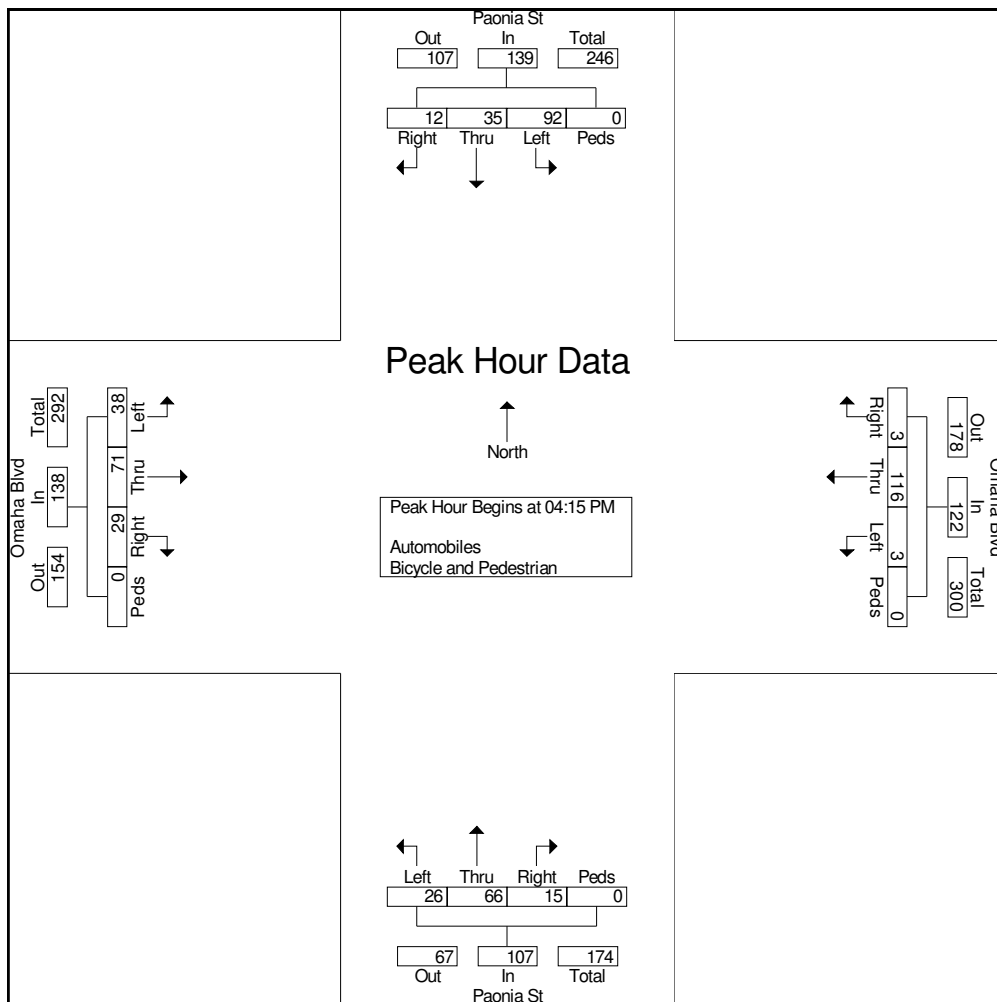 Paonia St
Out In Total
107 139 246
12 35 92 0
Right Thru Left Peds
Peak Hour Data
North
Peak Hour Begins at 04:15 PM
Automobiles
Bicycle and Pedestrian
Omaha Blvd
Out In Total
154 138 292
38 71 29 0
Left Thru Right Peds
Omaha Blvd
Out In Total
178 122 300
3 116 3 0
Right Thru Left Peds
Left Thru Right Peds
26 66 15 0
67 107 174
Out In Total
Paonia St